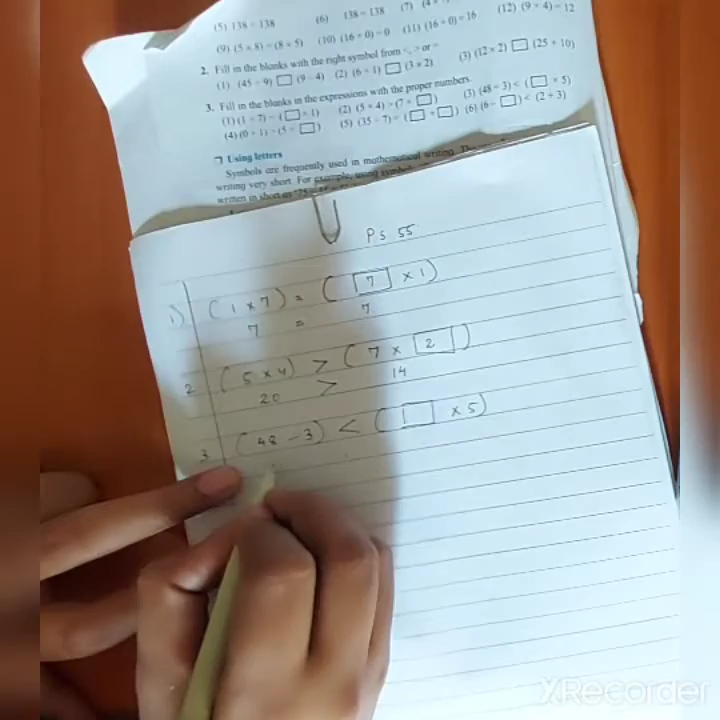 (5) 138 = 138 (6) 138 = 138 (7)
(9) (5 × 8) = (8 × 5) (10) (16 + 0) = 0 (11) (16 + 0) = 16 (12) (9 + 4) = 12
2. Fill in the blanks with the right symbol from <, > or =
(1) (45 ÷ 9) □ (9 − 4) (2) (6 + 1) □ (3 × 2) (3) (12 × 2) □ (25 + 10)
3. Fill in the blanks in the expressions with the proper numbers.
(1) (1 × 7) = (□ × 1) (2) (5 × 4) > (7 × □) (3) (48 ÷ 3) < (□ × 5)
(4) (0 + 1) > (5 − □) (5) (35 ÷ 7) = (□ + □) (6) (6 − □) < (2 + 3)
Using letters
Symbols are frequently used in mathematical writing. The
writing very short. For example, using symbols
written in short as
Ps 55
1) (1 × 7) = (7 × 1)
7 = 7
2 (5 × 4) > (7 × 2)
20 > 14
3 (48 − 3) < (□ × 5)
XRecorder